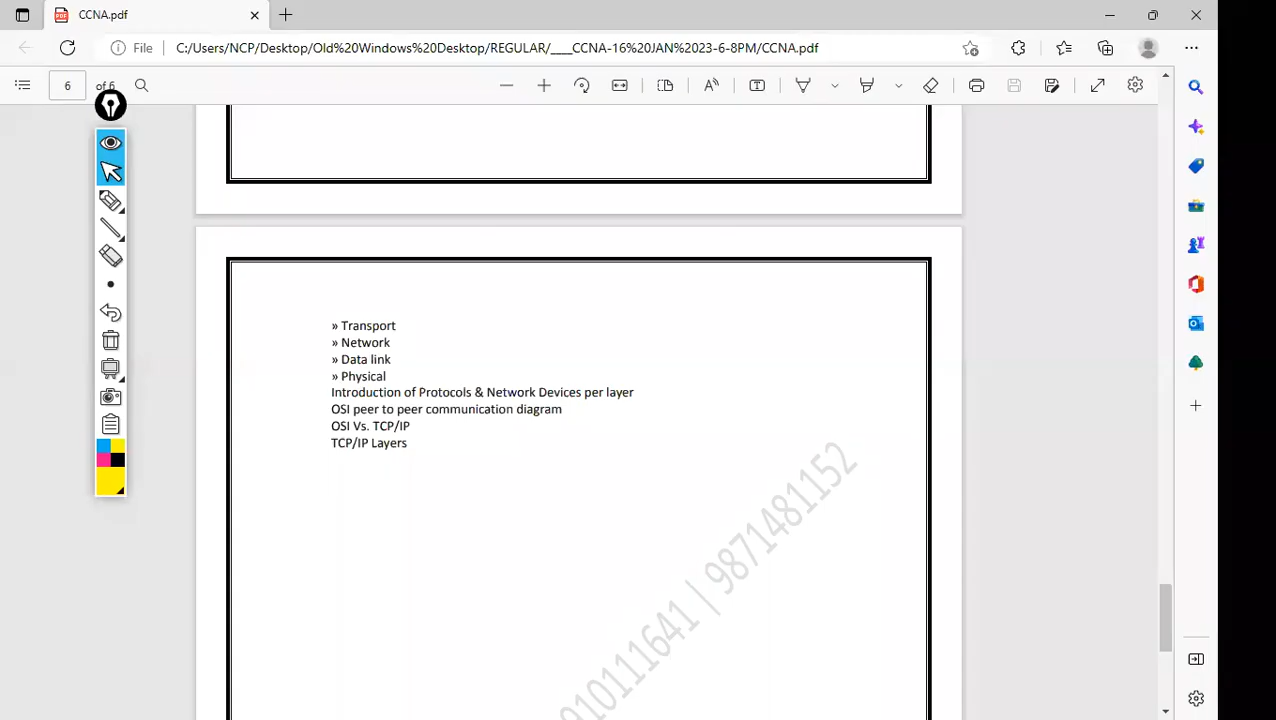 CCNA.pdf
File
C:/Users/NCP/Desktop/Old%20Windows%20Desktop/REGULAR/____CCNA-16%20JAN%2023-6-8PM/CCNA.pdf
6 of 6
» Transport
» Network
» Data link
» Physical
Introduction of Protocols & Network Devices per layer
OSI peer to peer communication diagram
OSI Vs. TCP/IP
TCP/IP Layers
| 9871481152